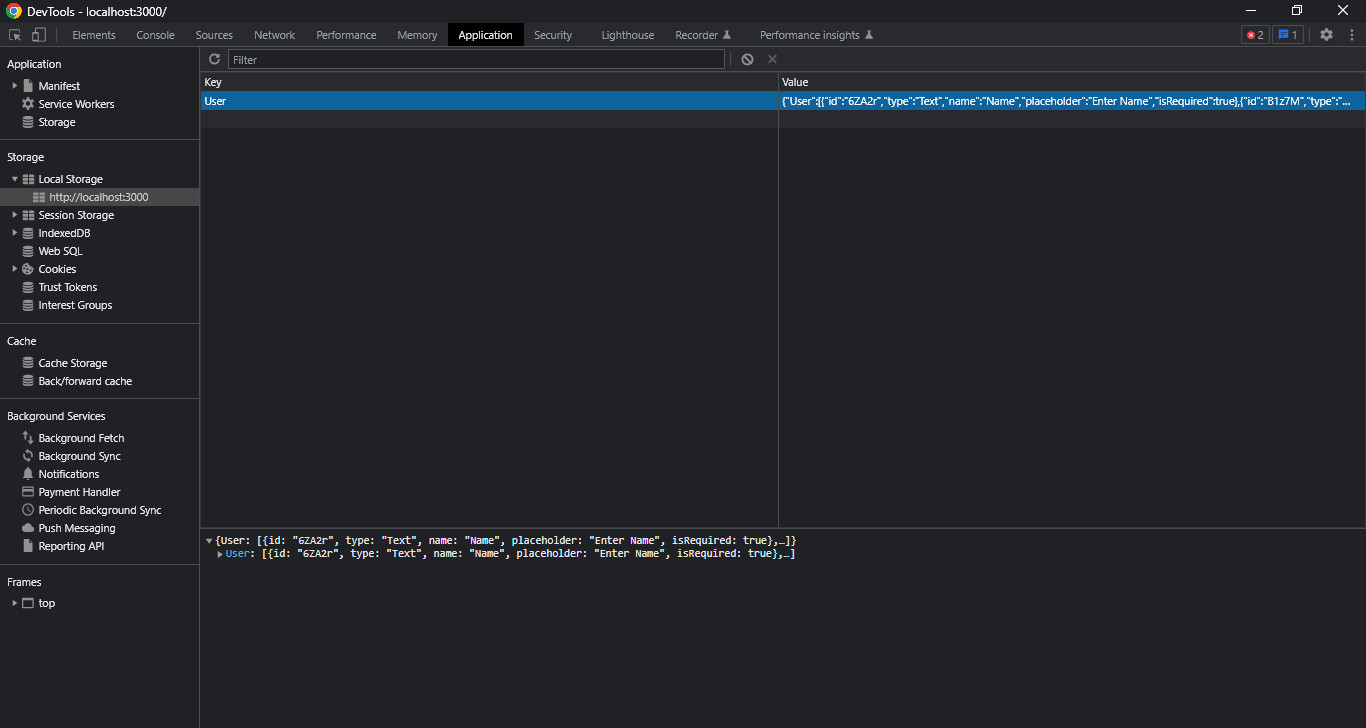 DevTools - localhost:3000/
Elements Console Sources Network Performance Memory Application Security Lighthouse Recorder Performance insights 2 1
Application
Manifest
Service Workers
Storage
Storage
Local Storage
http://localhost:3000
Session Storage
IndexedDB
Web SQL
Cookies
Trust Tokens
Interest Groups
Cache
Cache Storage
Back/forward cache
Background Services
Background Fetch
Background Sync
Notifications
Payment Handler
Periodic Background Sync
Push Messaging
Reporting API
Frames
top
Filter
Key Value
User {"User":[{"id":"6ZA2r","type":"Text","name":"Name","placeholder":"Enter Name","isRequired":true},{"id":"B1z7M","type":"...
{User: [{id: "6ZA2r", type: "Text", name: "Name", placeholder: "Enter Name", isRequired: true},…]}
User: [{id: "6ZA2r", type: "Text", name: "Name", placeholder: "Enter Name", isRequired: true},…]